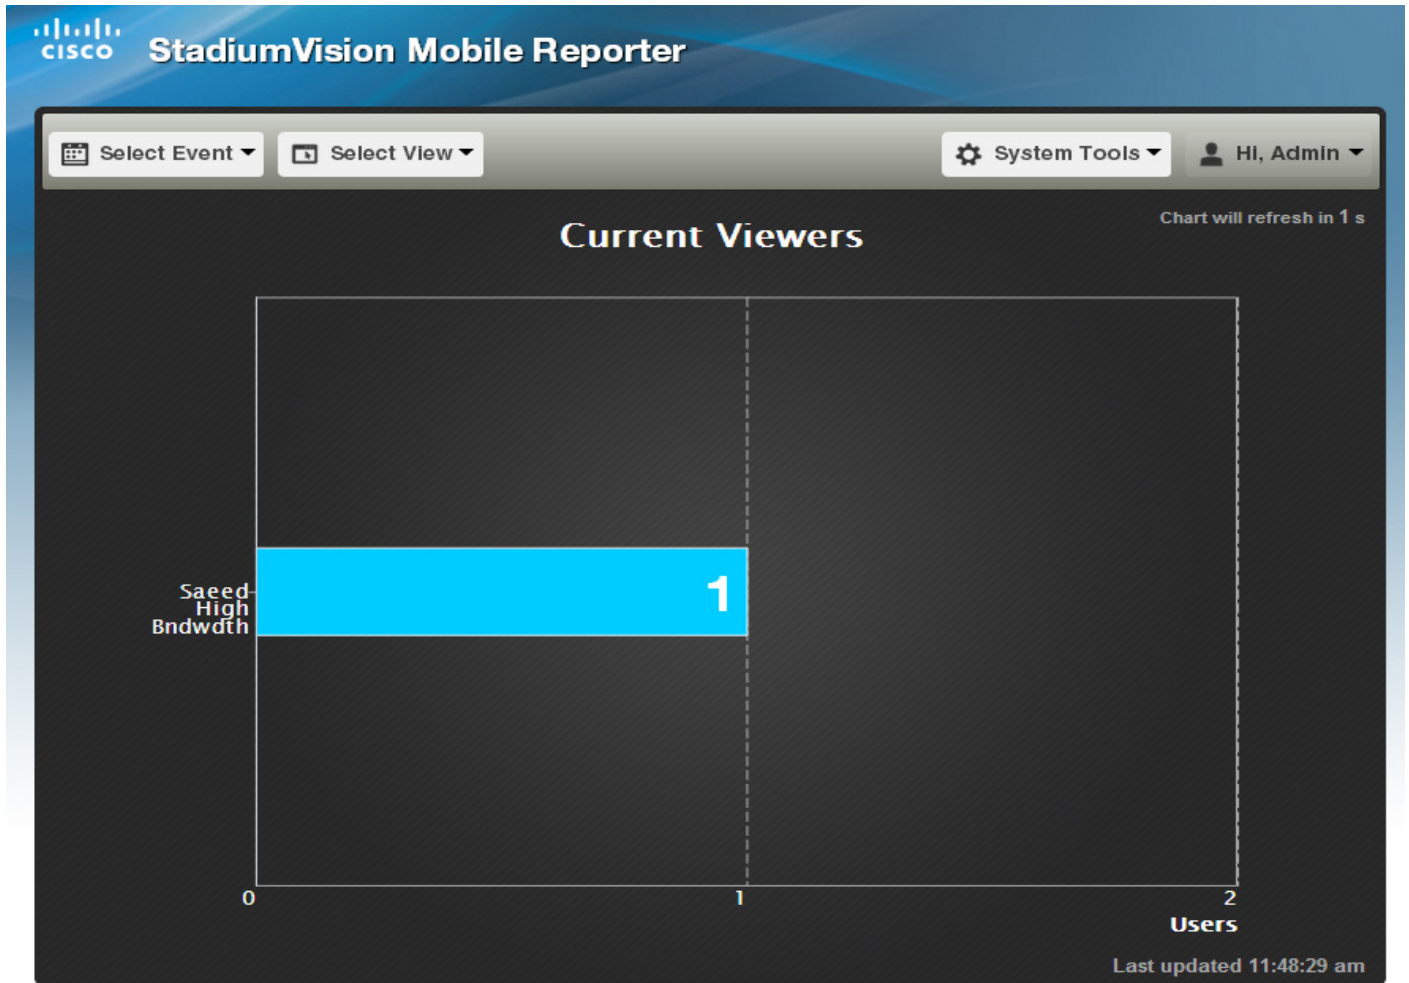 CISCO
StadiumVision Mobile Reporter
Select Event
Select View
System Tools
Hi, Admin
Chart will refresh in 1 s
Current Viewers
1
Saeed
High
Bndwdth
0
1
2
Users
Last updated 11:48:29 am